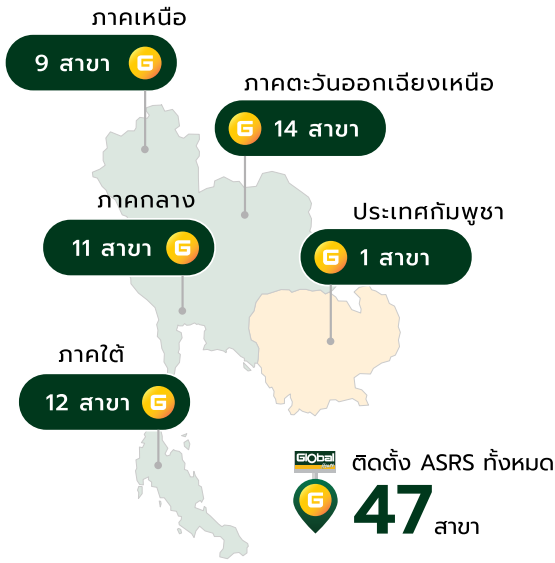 ภาคเหนือ
9 สาขา G
ภาคตะวันออกเฉียงเหนือ
G 14 สาขา
ภาคกลาง
11 สาขา G
ประเทศกัมพูชา
G 1 สาขา
ภาคใต้
12 สาขา G
Global
ติดตั้ง ASRS ทั้งหมด
G
47 สาขา